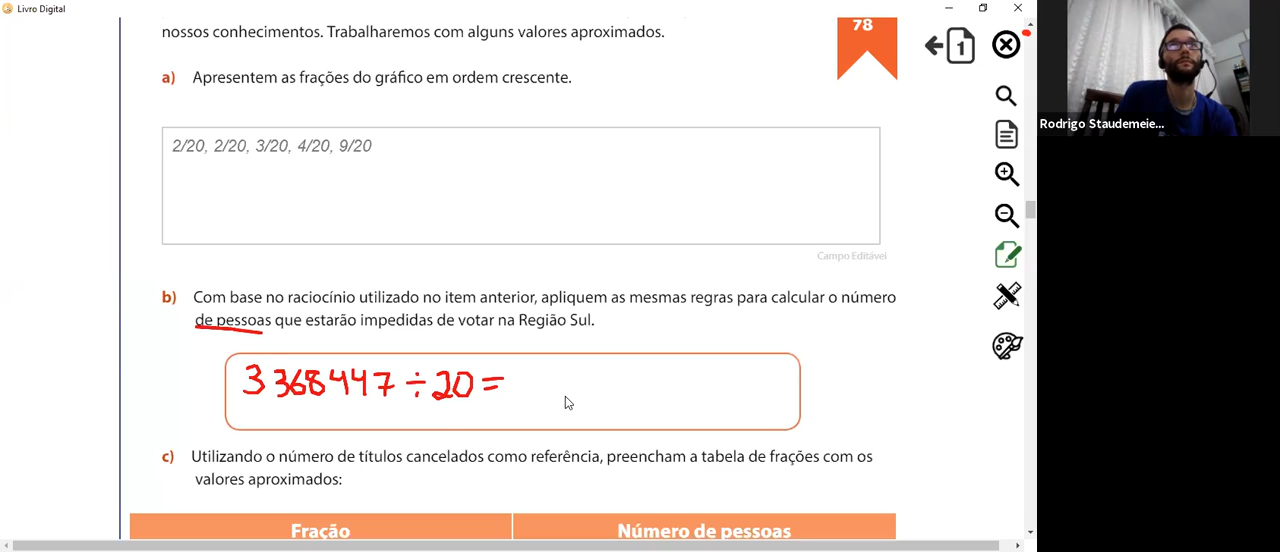 Livro Digital
nossos conhecimentos. Trabalharemos com alguns valores aproximados.
78
1
a) Apresentem as frações do gráfico em ordem crescente.
2/20, 2/20, 3/20, 4/20, 9/20
Campo Editável
b) Com base no raciocínio utilizado no item anterior, apliquem as mesmas regras para calcular o número
de pessoas que estarão impedidas de votar na Região Sul.
3 368447 ÷ 20 =
c) Utilizando o número de títulos cancelados como referência, preencham a tabela de frações com os
valores aproximados:
Fração
Número de pessoas
Rodrigo Staudemeie...